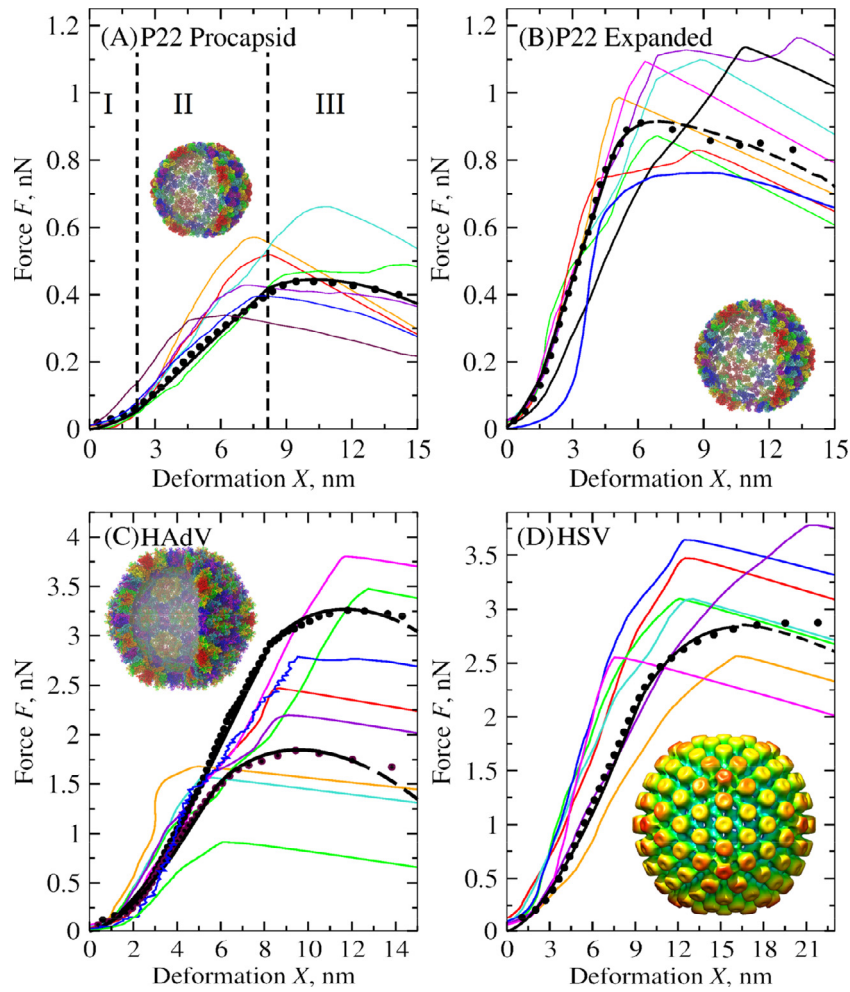 (A) P22 Procapsid
I II III
Force F, nN
1.2
1
0.8
0.6
0.4
0.2
0
0 3 6 9 12 15
Deformation X, nm
(B) P22 Expanded
Force F, nN
1.2
1
0.8
0.6
0.4
0.2
0
0 3 6 9 12 15
Deformation X, nm
(C) HAdV
Force F, nN
4
3.5
3
2.5
2
1.5
1
0.5
0
0 2 4 6 8 10 12 14
Deformation X, nm
(D) HSV
Force F, nN
3.5
3
2.5
2
1.5
1
0.5
0
0 3 6 9 12 15 18 21
Deformation X, nm